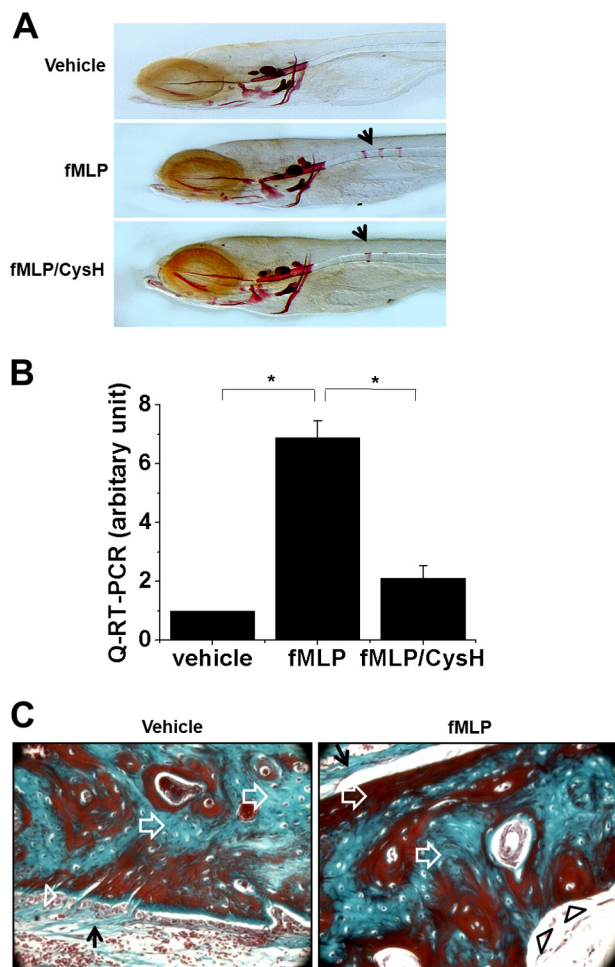 A
Vehicle
fMLP
fMLP/CysH
B
Q-RT-PCR (arbitary unit)
8
6
4
2
0
*
*
vehicle
fMLP
fMLP/CysH
C
Vehicle
fMLP